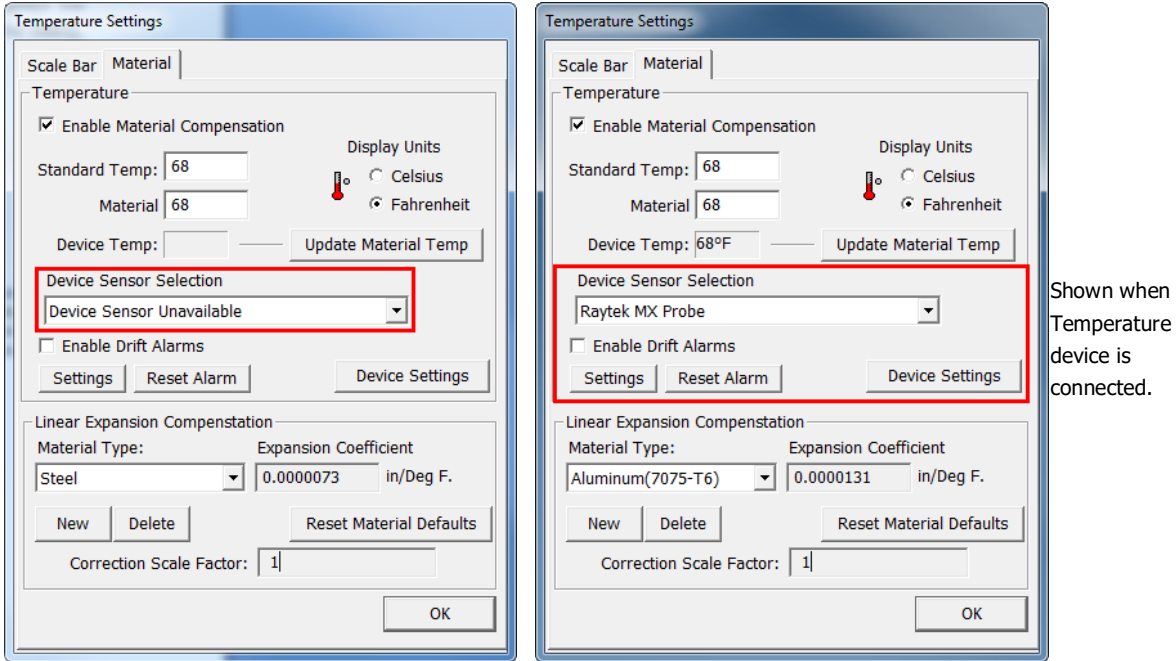 Temperature Settings
Scale Bar Material
Temperature
Enable Material Compensation
Display Units
Standard Temp: 68
Celsius
Material 68
Fahrenheit
Device Temp:
Update Material Temp
Device Sensor Selection
Device Sensor Unavailable
Enable Drift Alarms
Settings Reset Alarm Device Settings
Linear Expansion Compenstation
Material Type: Expansion Coefficient
Steel 0.0000073 in/Deg F.
New Delete Reset Material Defaults
Correction Scale Factor: 1
OK
Temperature Settings
Scale Bar Material
Temperature
Enable Material Compensation
Display Units
Standard Temp: 68
Celsius
Material 68
Fahrenheit
Device Temp: 68ºF Update Material Temp
Device Sensor Selection
Raytek MX Probe
Enable Drift Alarms
Settings Reset Alarm Device Settings
Linear Expansion Compenstation
Material Type: Expansion Coefficient
Aluminum(7075-T6) 0.0000131 in/Deg F.
New Delete Reset Material Defaults
Correction Scale Factor: 1
OK
Shown when
Temperature
device is
connected.